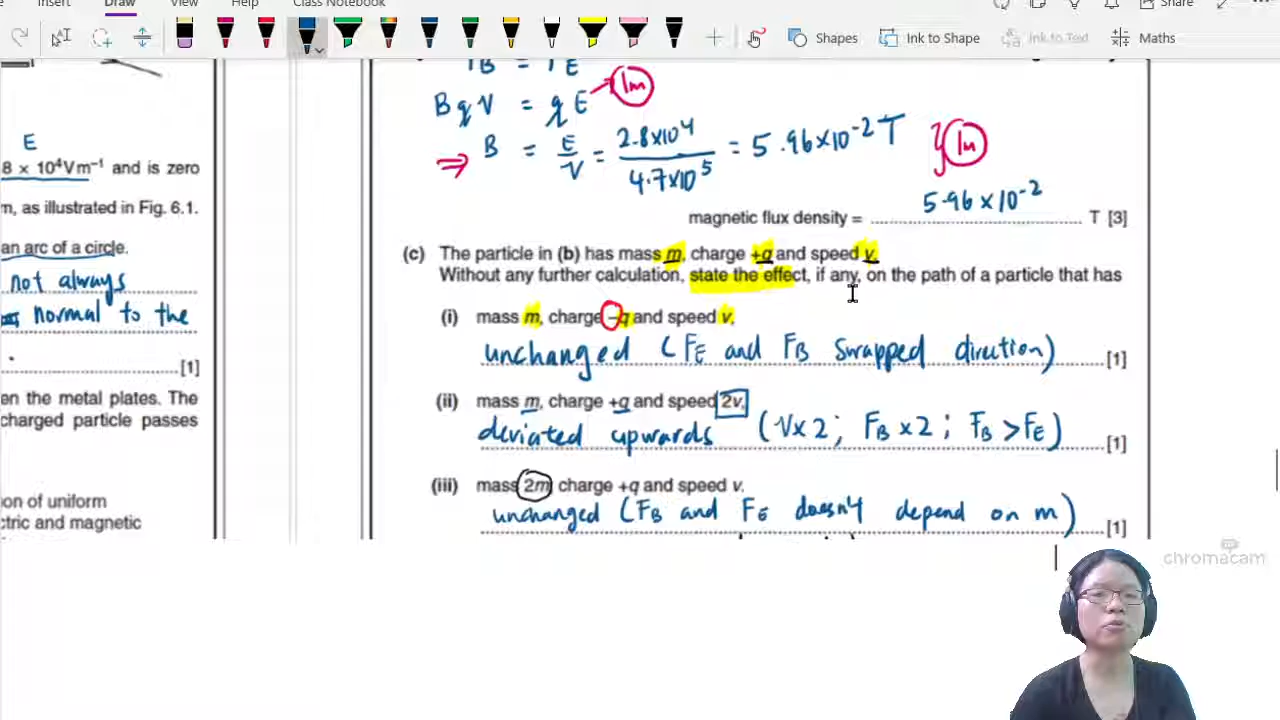 Insert Draw View Help Class Notebook Share
Shapes Ink to Shape Ink to Text Maths
E
8 × 10⁴Vm⁻¹ and is zero
m, as illustrated in Fig. 6.1.
an arc of a circle.
not always
normal to the
[1]
en the metal plates. The
charged particle passes
on of uniform
ctric and magnetic
FB = FE
BqV = qE 1m
⇒ B = E/V = 2.8×10⁴/4.7×10⁵ = 5.96×10⁻² T } 1m
5.96 × 10⁻²
magnetic flux density = ........ T [3]
(c) The particle in (b) has mass m, charge +q and speed v.
Without any further calculation, state the effect, if any, on the path of a particle that has
(i) mass m, charge –q and speed v,
unchanged (FE and FB swapped direction) [1]
(ii) mass m, charge +q and speed 2v,
deviated upwards (V×2; FB×2; FB>FE) [1]
(iii) mass 2m charge +q and speed v.
unchanged (FB and FE doesn't depend on m) [1]
chromacam